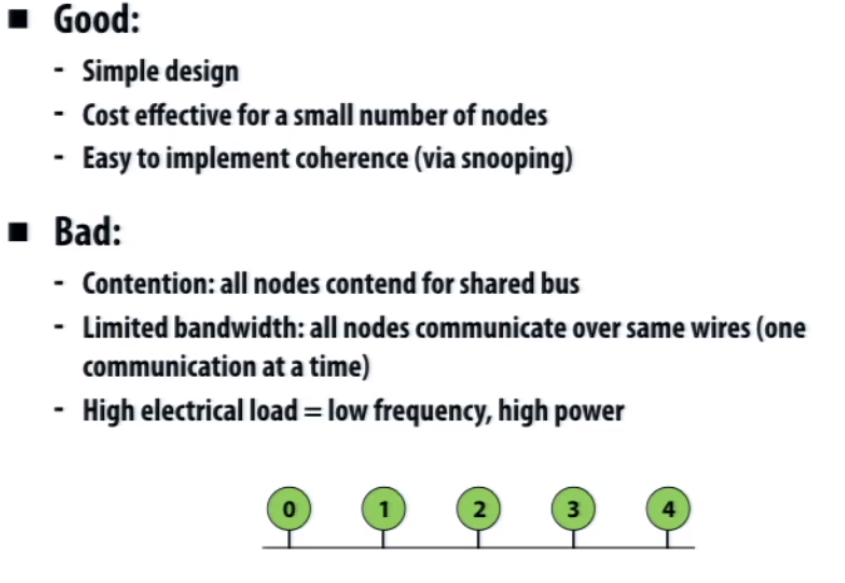 ■ Good:
- Simple design
- Cost effective for a small number of nodes
- Easy to implement coherence (via snooping)
■ Bad:
- Contention: all nodes contend for shared bus
- Limited bandwidth: all nodes communicate over same wires (one
communication at a time)
- High electrical load = low frequency, high power
0 1 2 3 4